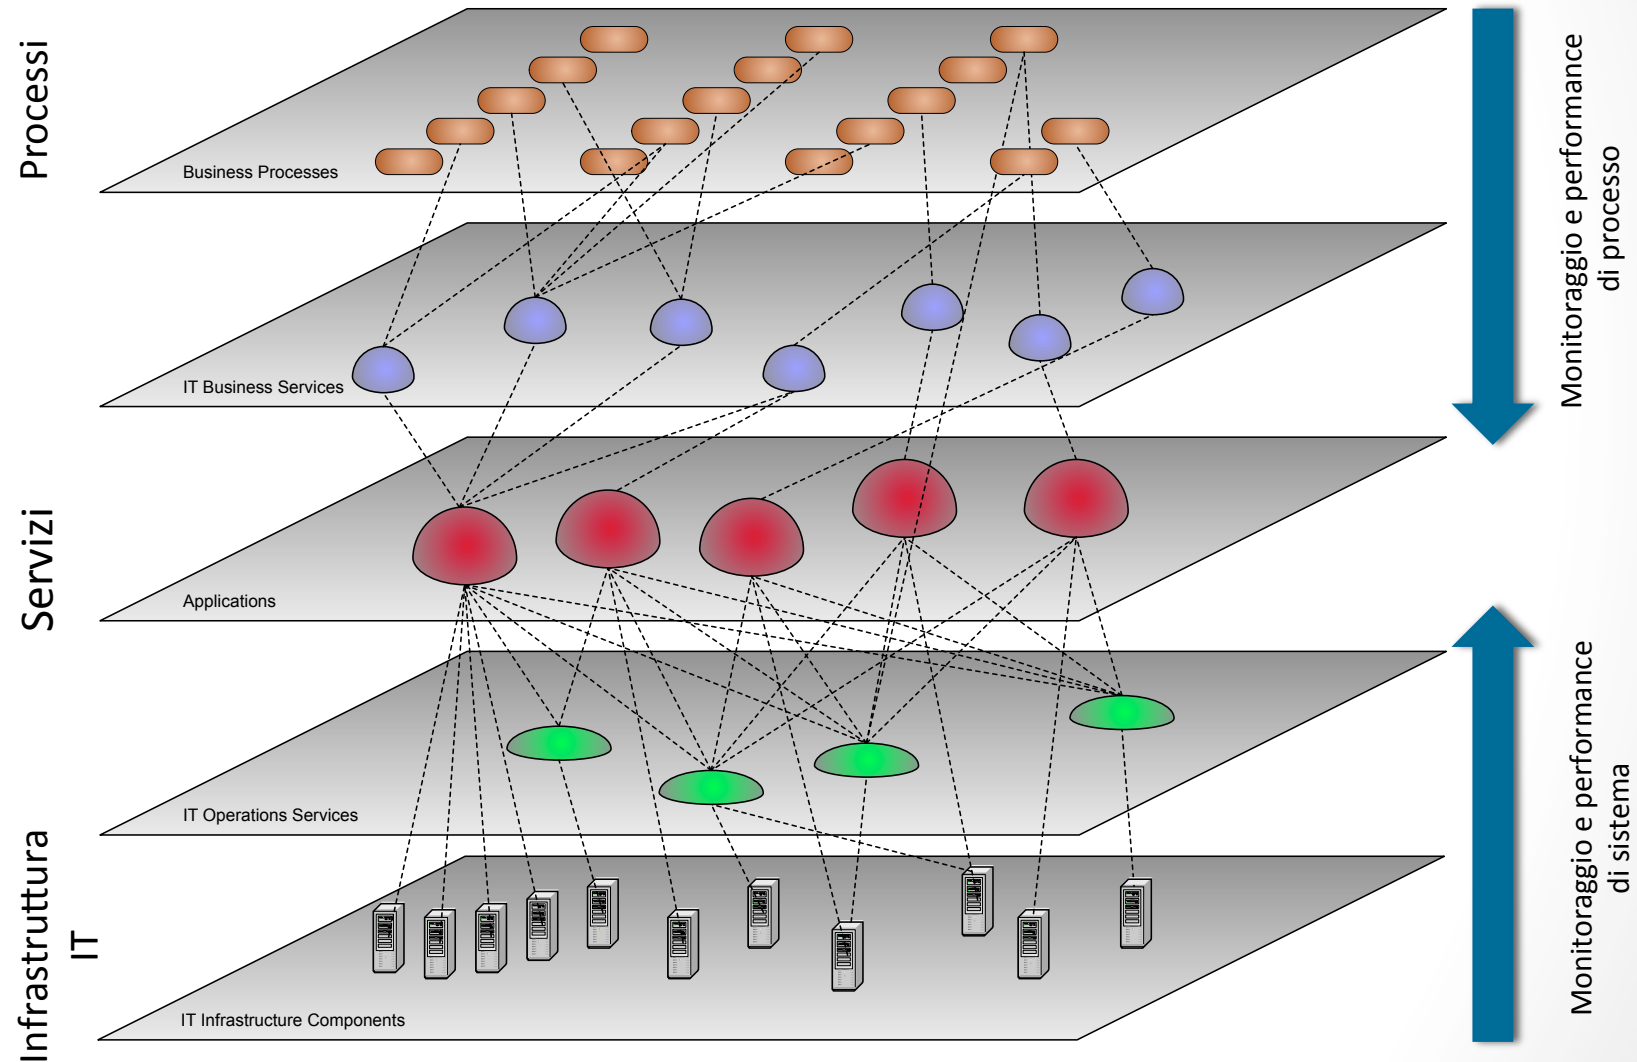 Processi
Business Processes
Monitoraggio e performance
di processo
IT Business Services
Servizi
Applications
IT Operations Services
Monitoraggio e performance
di sistema
Infrastruttura
IT
IT Infrastructure Components